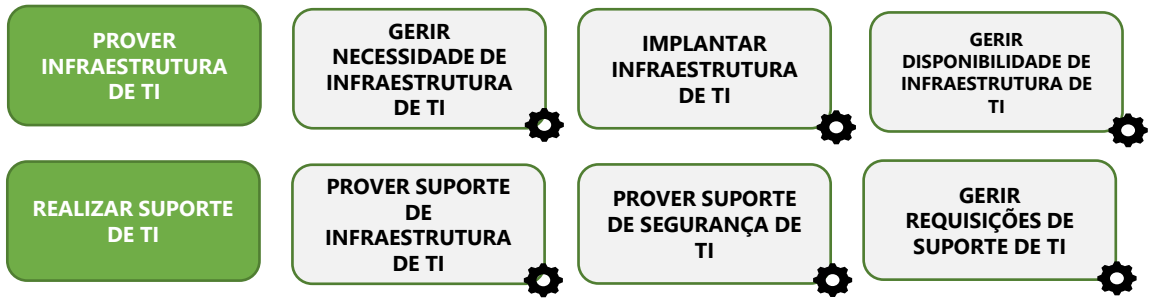 PROVER
INFRAESTRUTURA
DE TI
GERIR
NECESSIDADE DE
INFRAESTRUTURA
DE TI
IMPLANTAR
INFRAESTRUTURA
DE TI
GERIR
DISPONIBILIDADE DE
INFRAESTRUTURA DE
TI
REALIZAR SUPORTE
DE TI
PROVER SUPORTE
DE
INFRAESTRUTURA
DE TI
PROVER SUPORTE
DE SEGURANÇA DE
TI
GERIR
REQUISIÇÕES DE
SUPORTE DE TI